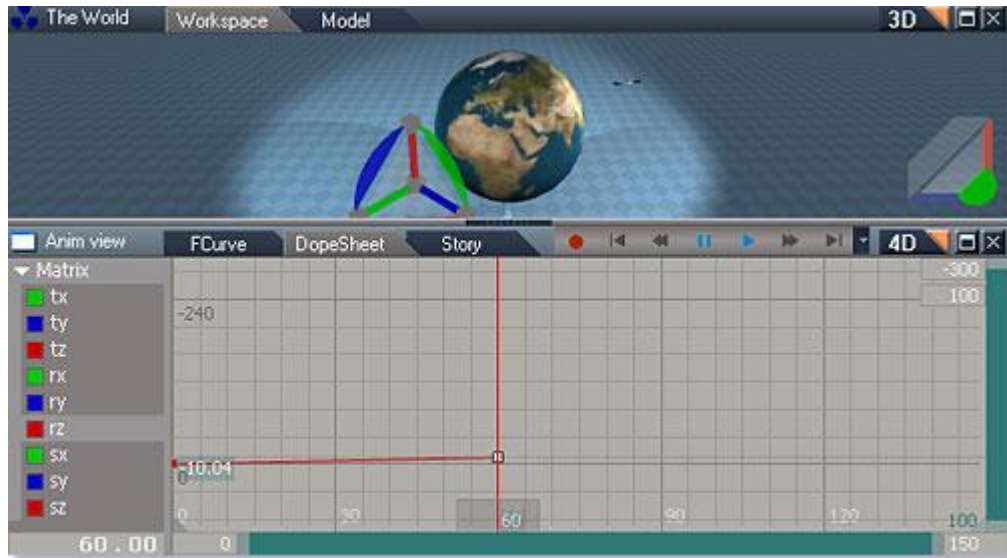 The World Workspace Model 3D
Anim view FCurve DopeSheet Story 4D
Matrix
-300
tx
100
ty
-240
tz
rx
ry
rz
sx
-10.04
0
sy
sz
0 30 60 90 120 100
60.00 0 150